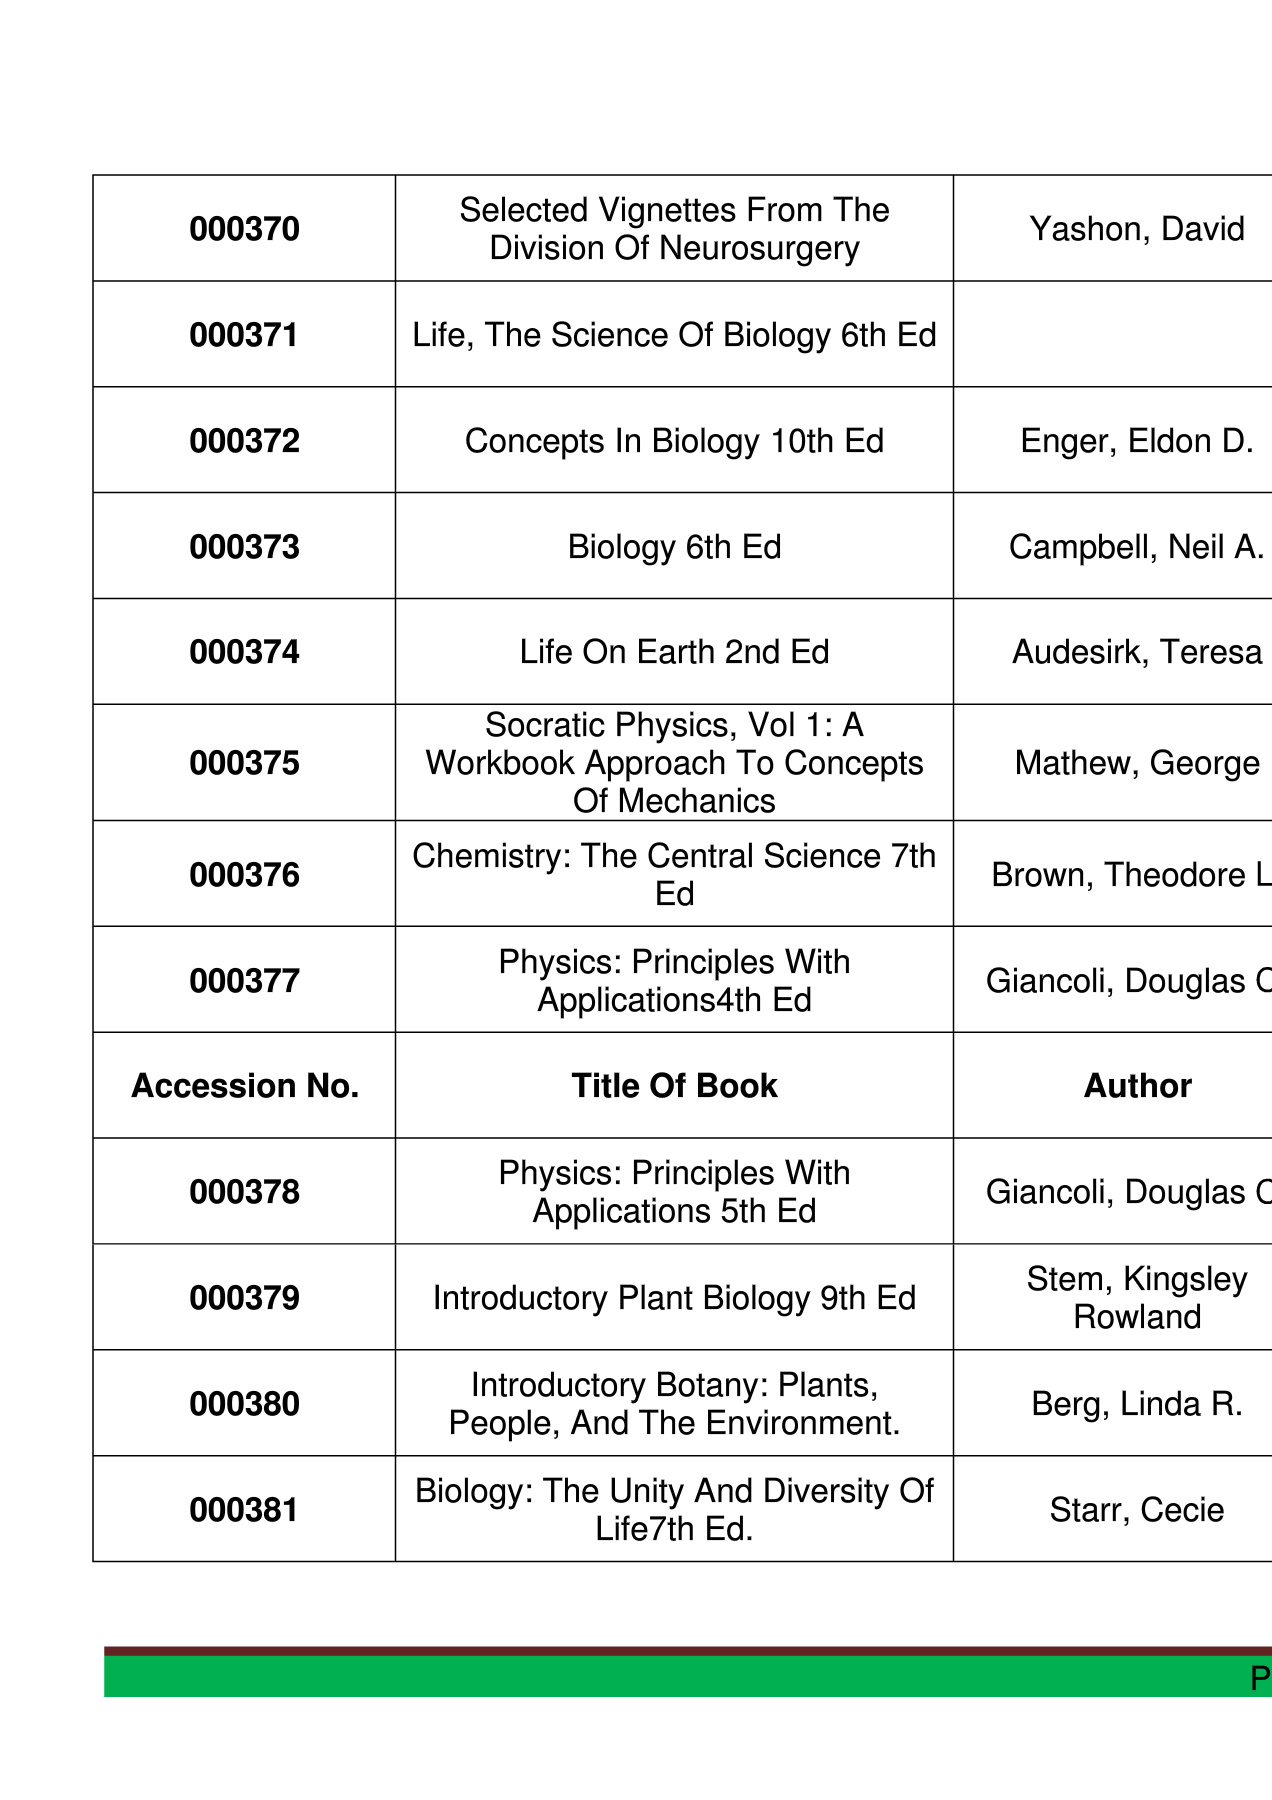 000370
Selected Vignettes From The
Division Of Neurosurgery
Yashon, David
000371
Life, The Science Of Biology 6th Ed
000372
Concepts In Biology 10th Ed
Enger, Eldon D.
000373
Biology 6th Ed
Campbell, Neil A.
000374
Life On Earth 2nd Ed
Audesirk, Teresa
000375
Socratic Physics, Vol 1: A
Workbook Approach To Concepts
Of Mechanics
Mathew, George
000376
Chemistry: The Central Science 7th
Ed
Brown, Theodore L
000377
Physics: Principles With
Applications4th Ed
Giancoli, Douglas C
Accession No.
Title Of Book
Author
000378
Physics: Principles With
Applications 5th Ed
Giancoli, Douglas C
000379
Introductory Plant Biology 9th Ed
Stem, Kingsley
Rowland
000380
Introductory Botany: Plants,
People, And The Environment.
Berg, Linda R.
000381
Biology: The Unity And Diversity Of
Life7th Ed.
Starr, Cecie
P